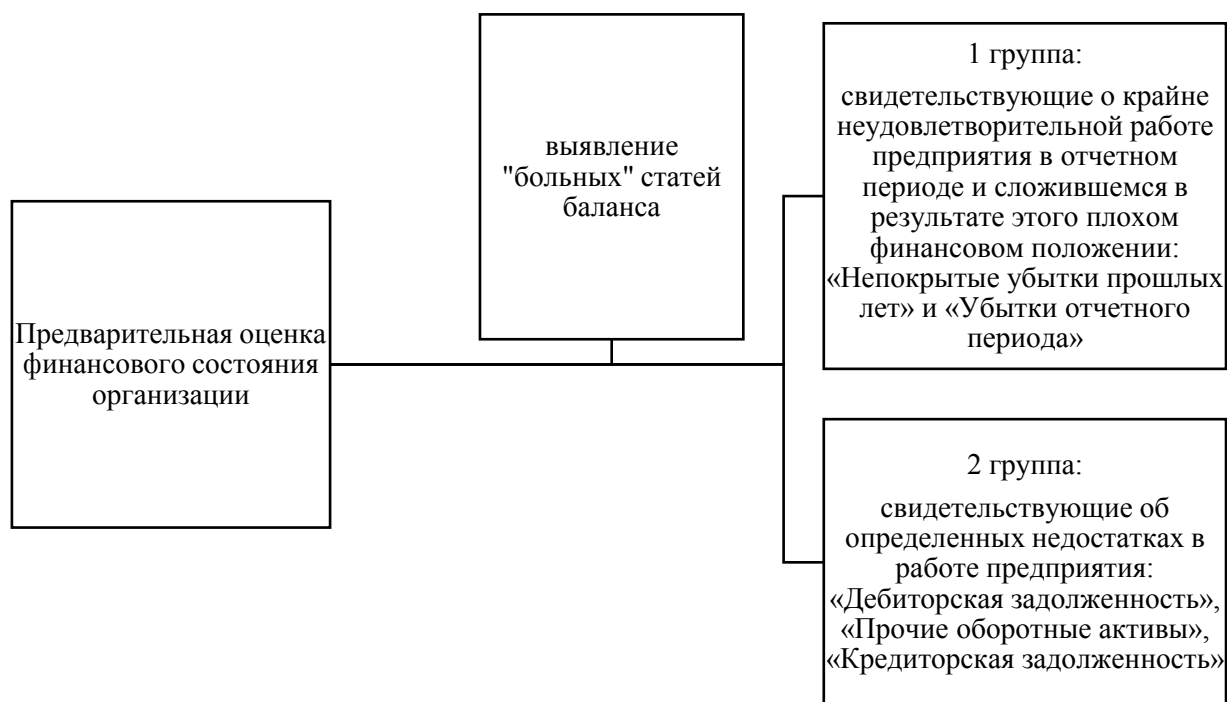 Предварительная оценка
финансового состояния
организации
выявление
"больных" статей
баланса
1 группа:
свидетельствующие о крайне
неудовлетворительной работе
предприятия в отчетном
периоде и сложившемся в
результате этого плохом
финансовом положении:
«Непокрытые убытки прошлых
лет» и «Убытки отчетного
периода»
2 группа:
свидетельствующие об
определенных недостатках в
работе предприятия:
«Дебиторская задолженность»,
«Прочие оборотные активы»,
«Кредиторская задолженность»